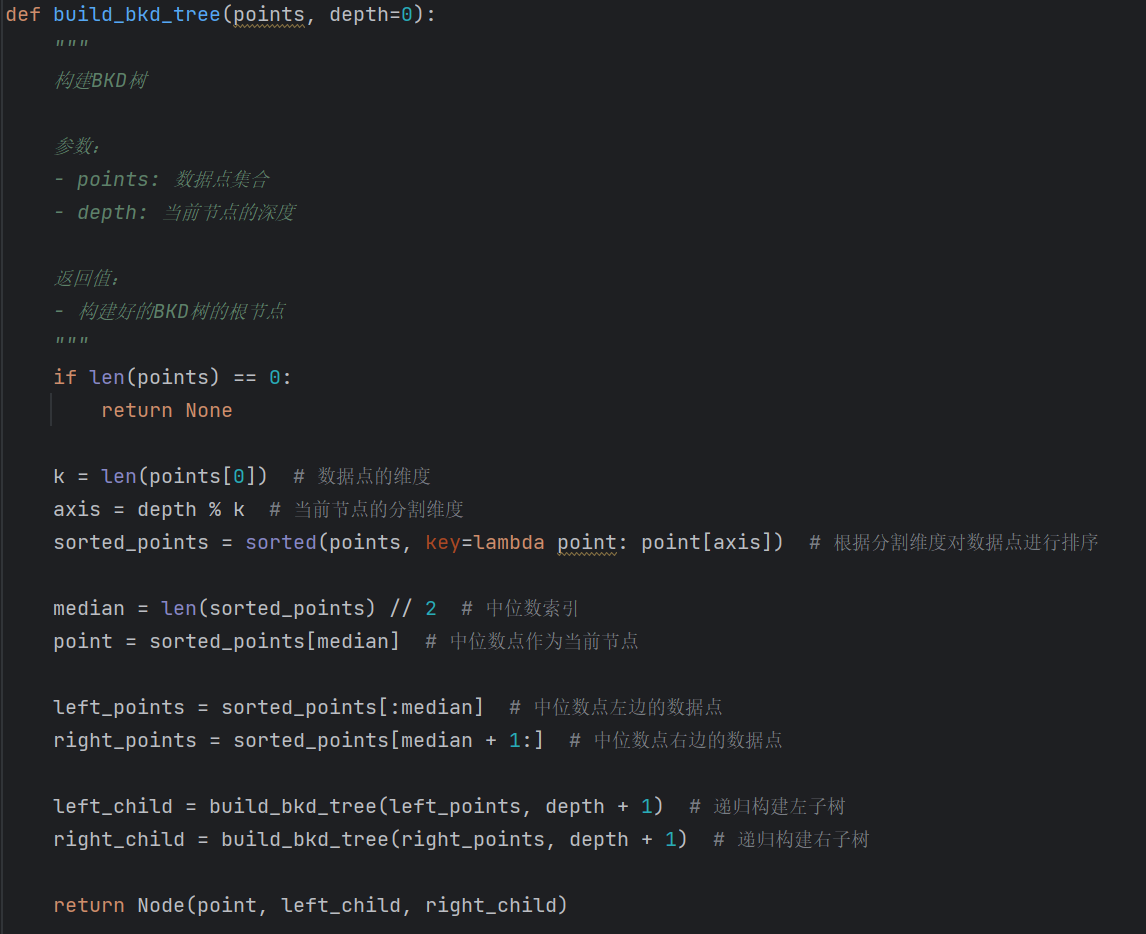 def build_bkd_tree(points, depth=0):
    """
    构建BKD树
    参数:
    - points: 数据点集合
    - depth: 当前节点的深度
    返回值:
    - 构建好的BKD树的根节点
    """
    if len(points) == 0:
        return None
    k = len(points[0])  # 数据点的维度
    axis = depth % k  # 当前节点的分割维度
    sorted_points = sorted(points, key=lambda point: point[axis])  # 根据分割维度对数据点进行排序
    median = len(sorted_points) // 2  # 中位数索引
    point = sorted_points[median]  # 中位数点作为当前节点
    left_points = sorted_points[:median]  # 中位数点左边的数据点
    right_points = sorted_points[median + 1:]  # 中位数点右边的数据点
    left_child = build_bkd_tree(left_points, depth + 1)  # 递归构建左子树
    right_child = build_bkd_tree(right_points, depth + 1)  # 递归构建右子树
    return Node(point, left_child, right_child)